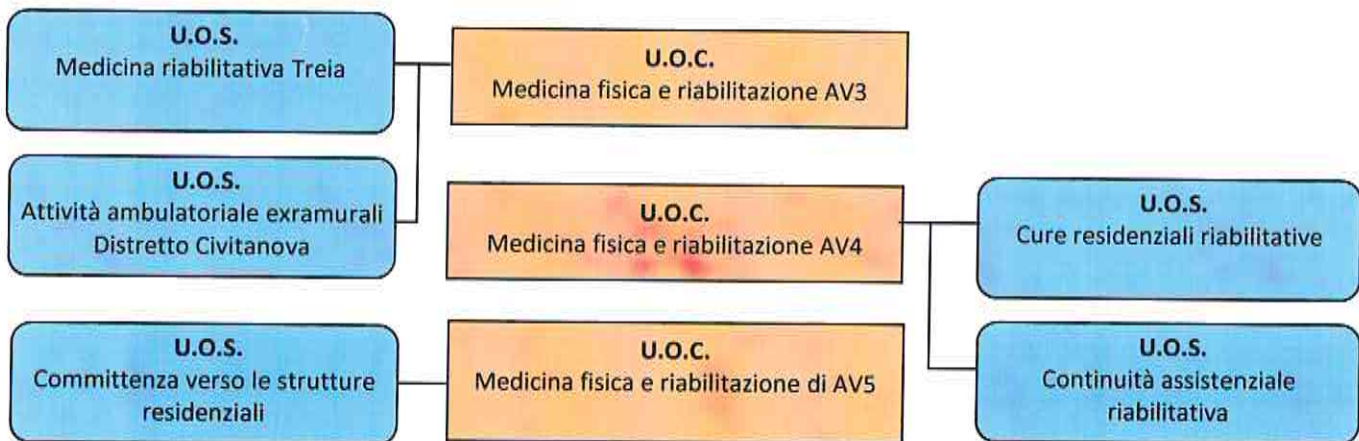 U.O.S.
Medicina riabilitativa Treia
U.O.C.
Medicina fisica e riabilitazione AV3
U.O.S.
Attività ambulatoriale exramurali
Distretto Civitanova
U.O.C.
Medicina fisica e riabilitazione AV4
U.O.S.
Cure residenziali riabilitative
U.O.S.
Committenza verso le strutture
residenziali
U.O.C.
Medicina fisica e riabilitazione di AV5
U.O.S.
Continuità assistenziale
riabilitativa